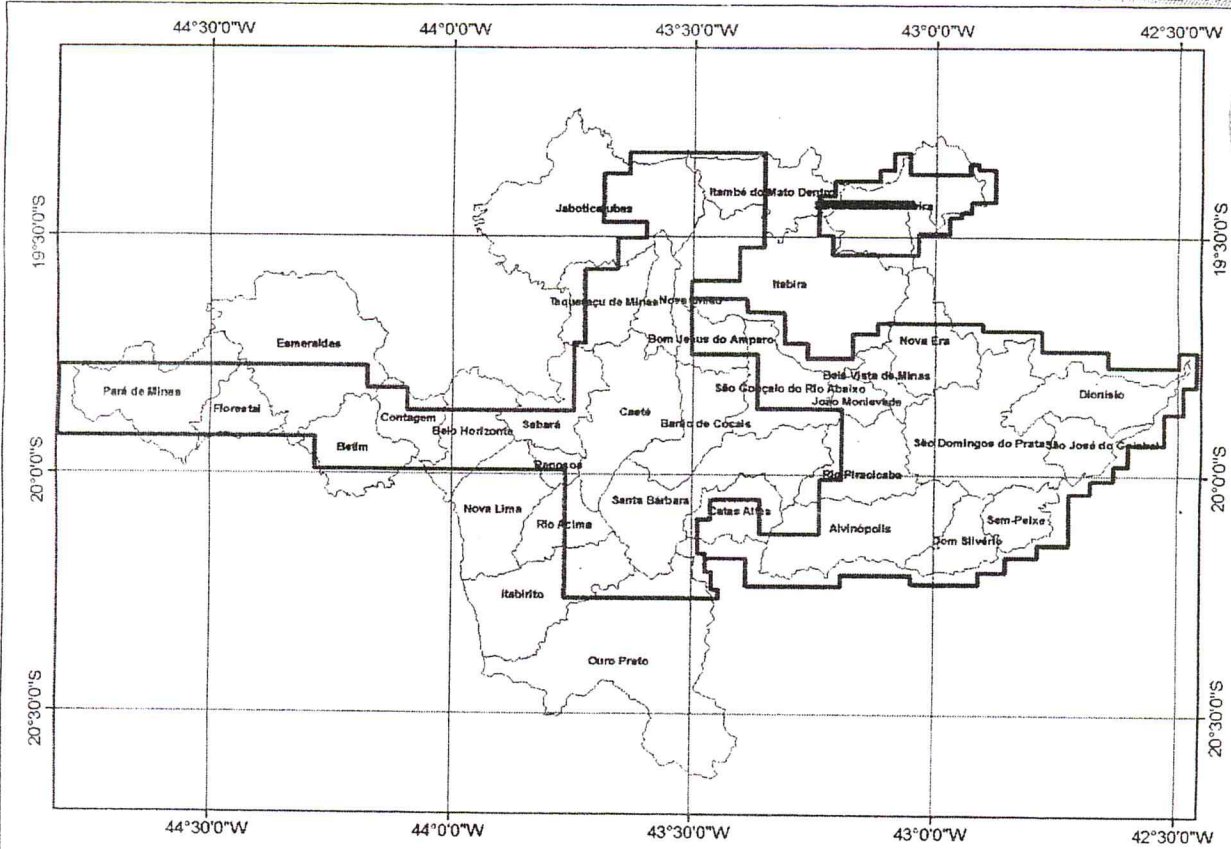 44°30'0"W 44°0'0"W 43°30'0"W 43°0'0"W 42°30'0"W
19°30'0"S
20°0'0"S
20°30'0"S
Itambé do Mato Dentro
Jaboticatubas
Itabira
Taquaraçu de Minas
Nova União
Bom Jesus do Amparo
Nova Era
Esmeraldas
Bela Vista de Minas
Pará de Minas
São Gonçalo do Rio Abaixo
Dionísio
Florestal
João Monlevade
Contagem
Caeté
Barão de Cocais
Belo Horizonte
Sabará
Betim
São Domingos do Prata
São José do Goiabal
Raposos
Rio Piracicaba
Santa Bárbara
Nova Lima
Catas Altas
Rio Acima
Alvinópolis
Sem-Peixe
Dom Silvério
Itabirito
Ouro Preto
19°30'0"S
20°0'0"S
20°30'0"S
44°30'0"W 44°0'0"W 43°30'0"W 43°0'0"W 42°30'0"W